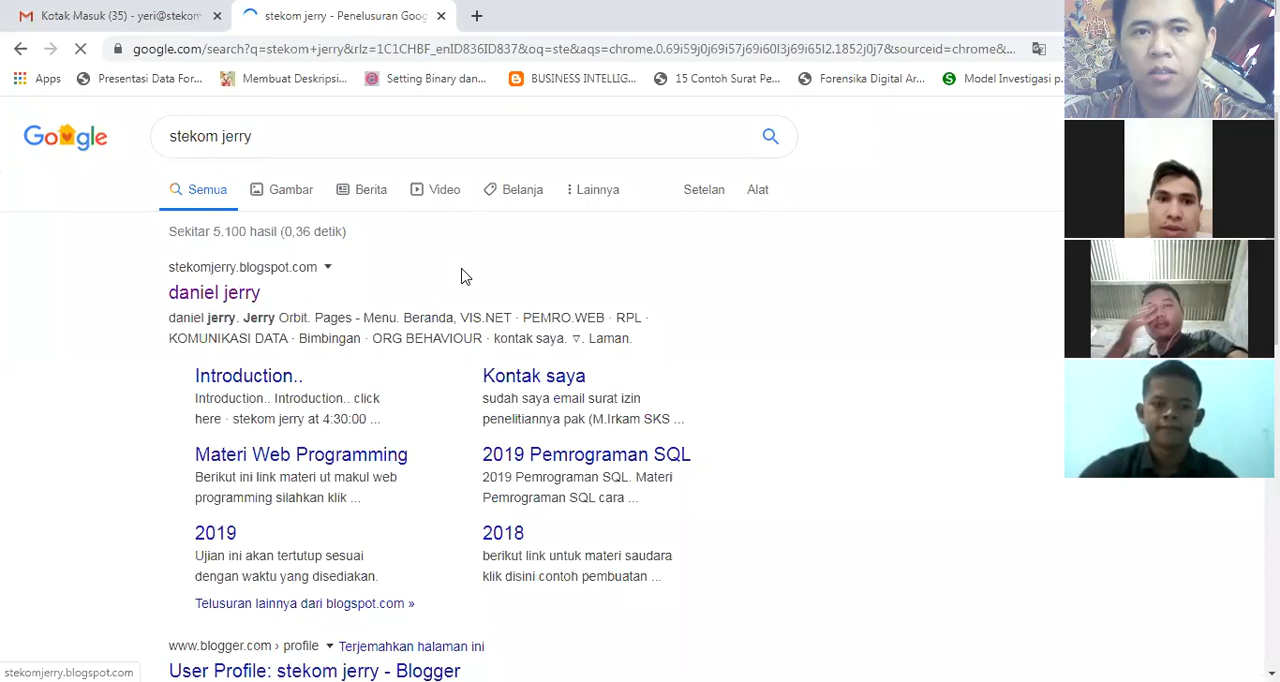 Kotak Masuk (35) - yeri@stekom
stekom jerry - Penelusuran Goog
google.com/search?q=stekom+jerry&rlz=1C1CHBF_enID836ID837&oq=ste&aqs=chrome.0.69i59j0j69i57j69i60l3j69i65l2.1852j0j7&sourceid=chrome&...
Apps
Presentasi Data For...
Membuat Deskripsi...
Setting Binary dan...
BUSINESS INTELLIG...
15 Contoh Surat Pe...
Forensika Digital Ar...
Model Investigasi p
Google
stekom jerry
Semua
Gambar
Berita
Video
Belanja
Lainnya
Setelan
Alat
Sekitar 5.100 hasil (0,36 detik)
stekomjerry.blogspot.com
daniel jerry
daniel jerry. Jerry Orbit. Pages - Menu. Beranda, VIS.NET · PEMRO.WEB · RPL ·
KOMUNIKASI DATA · Bimbingan · ORG BEHAVIOUR · kontak saya. ▿. Laman.
Introduction..
Introduction.. Introduction.. click
here · stekom jerry at 4:30:00 ...
Kontak saya
sudah saya email surat izin
penelitiannya pak (M.Irkam SKS ...
Materi Web Programming
Berikut ini link materi ut makul web
programming silahkan klik ...
2019 Pemrograman SQL
2019 Pemrograman SQL. Materi
Pemrograman SQL cara ...
2019
Ujian ini akan tertutup sesuai
dengan waktu yang disediakan.
2018
berikut link untuk materi saudara
klik disini contoh pembuatan ...
Telusuran lainnya dari blogspot.com »
www.blogger.com › profile
Terjemahkan halaman ini
User Profile: stekom jerry - Blogger
stekomjerry.blogspot.com